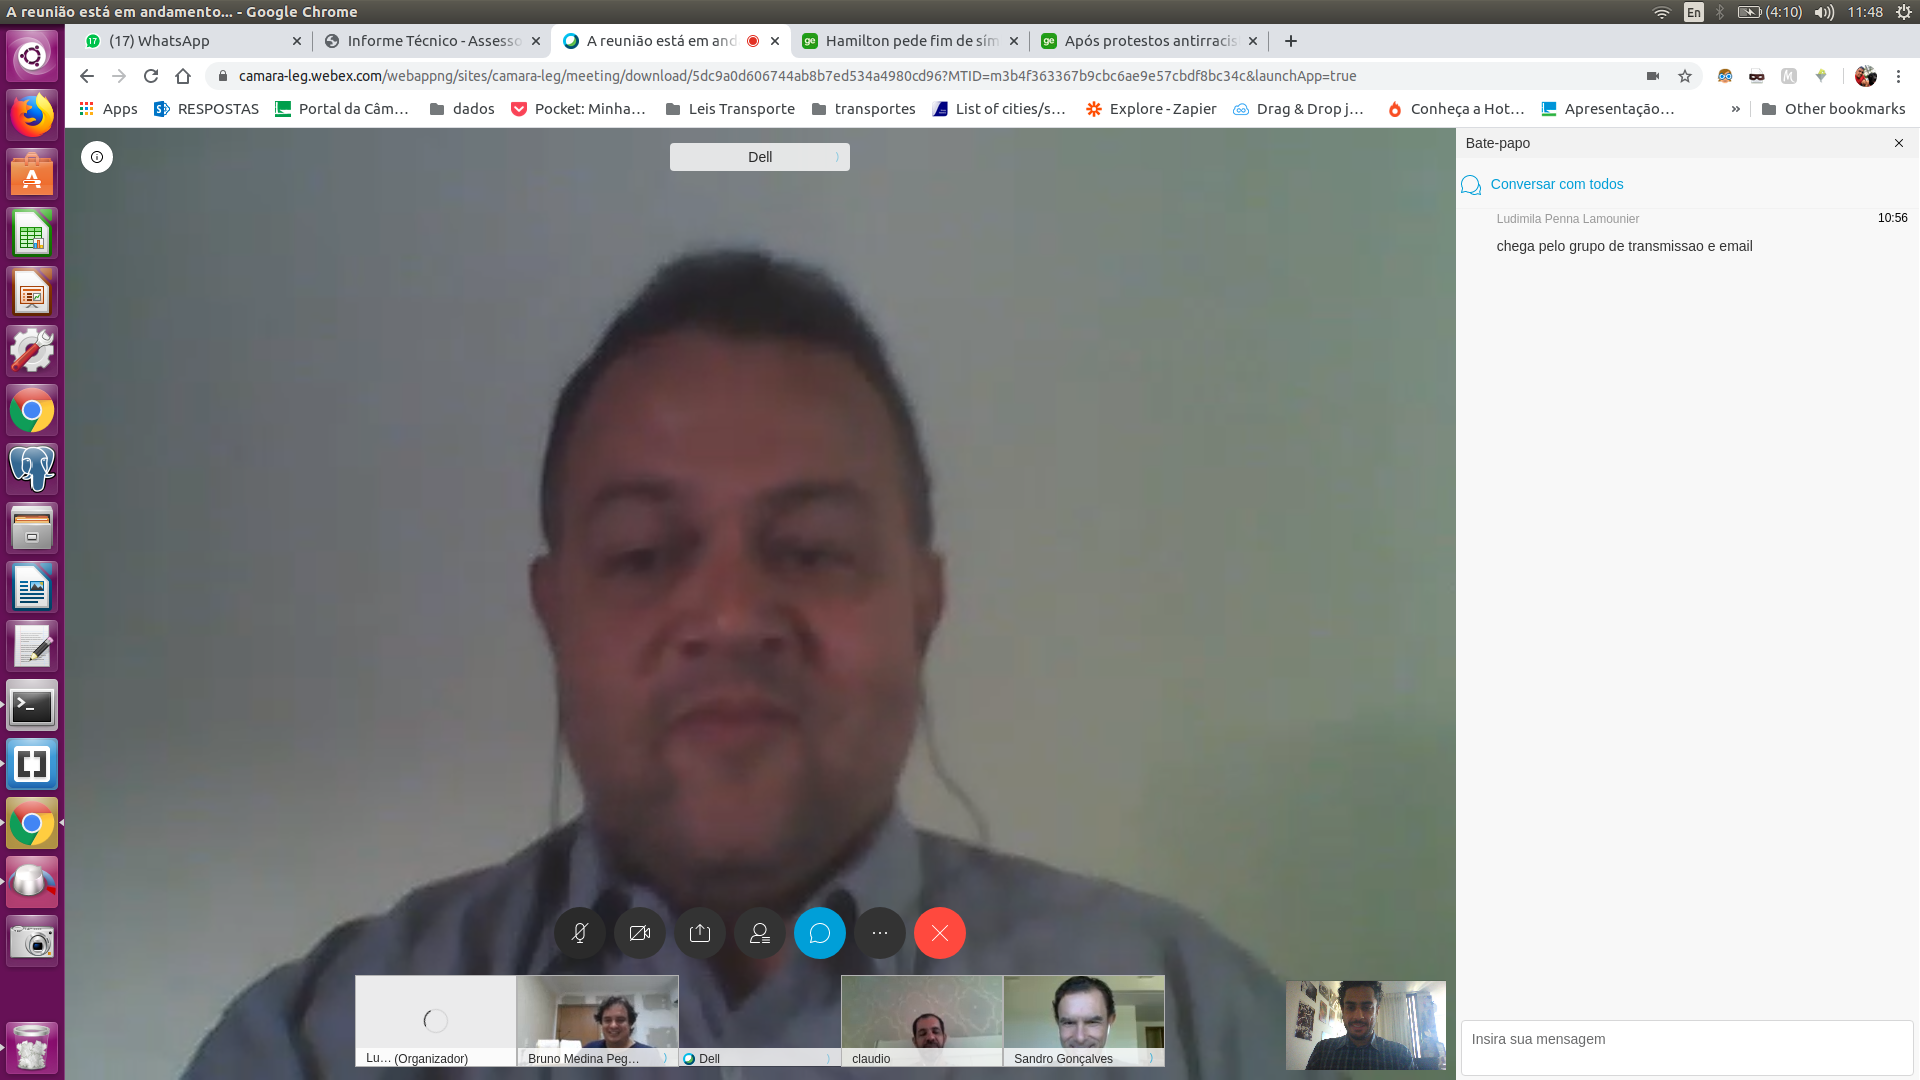 A reunião está em andamento... - Google Chrome
En
(4:10)
11:48
(17) WhatsApp
Informe Técnico - Assesso
A reunião está em and
Hamilton pede fim de sím
Após protestos antirracis
camara-leg.webex.com/webappng/sites/camara-leg/meeting/download/5dc9a0d606744ab8b7ed534a4980cd96?MTID=m3b4f363367b9cbc6ae9e57cbdf8bc34c&launchApp=true
Apps
RESPOSTAS
Portal da Câm...
dados
Pocket: Minha...
Leis Transporte
transportes
List of cities/s...
Explore - Zapier
Drag & Drop j...
Conheça a Hot...
Apresentação...
»
Other bookmarks
Dell
Bate-papo
Conversar com todos
Ludimila Penna Lamounier
10:56
chega pelo grupo de transmissao e email
Lu... (Organizador)
Bruno Medina Peg...
Dell
claudio
Sandro Gonçalves
Insira sua mensagem